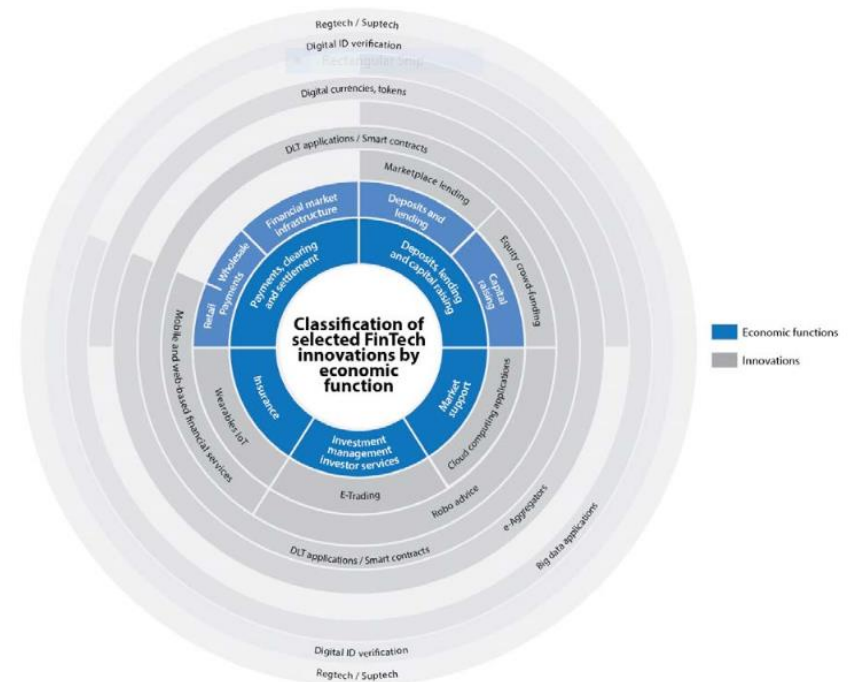 Regtech / Suptech
Digital ID verification
Rectangular Snip
Digital currencies, tokens
DLT applications / Smart contracts
Marketplace lending
Financial market
infrastructure
Deposits and
lending
Wholesale
Payments
Retail
Payments, clearing
and settlement
Deposits, lending
and capital raising
Capital
raising
Equity crowd-funding
Mobile and web-based financial services
Classification of
selected FinTech
innovations by
economic
function
Economic functions
Innovations
Wearables IoT
Insurance
Market
support
Cloud computing applications
Investment
management
investor services
E-Trading
Robo advice
e-Aggregators
Big data applications
DLT applications / Smart contracts
Digital ID verification
Regtech / Suptech